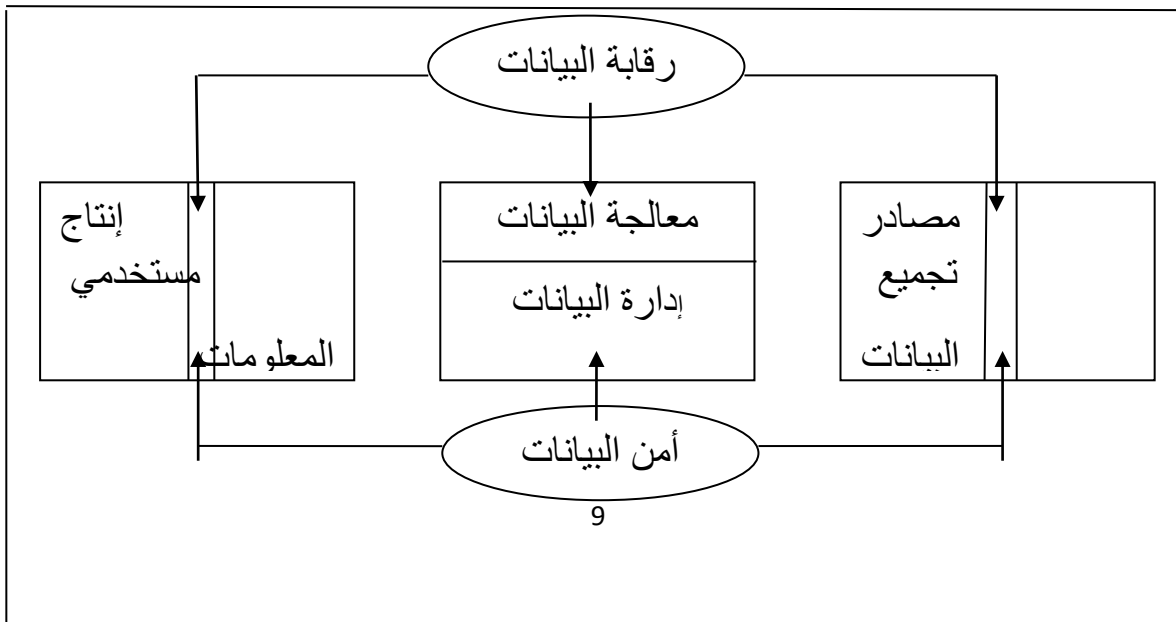 رقابة البيانات
مصادر
تجميع
البيانات
معالجة البيانات
إدارة البيانات
إنتاج
مستخدمي
المعلومات
أمن البيانات
9